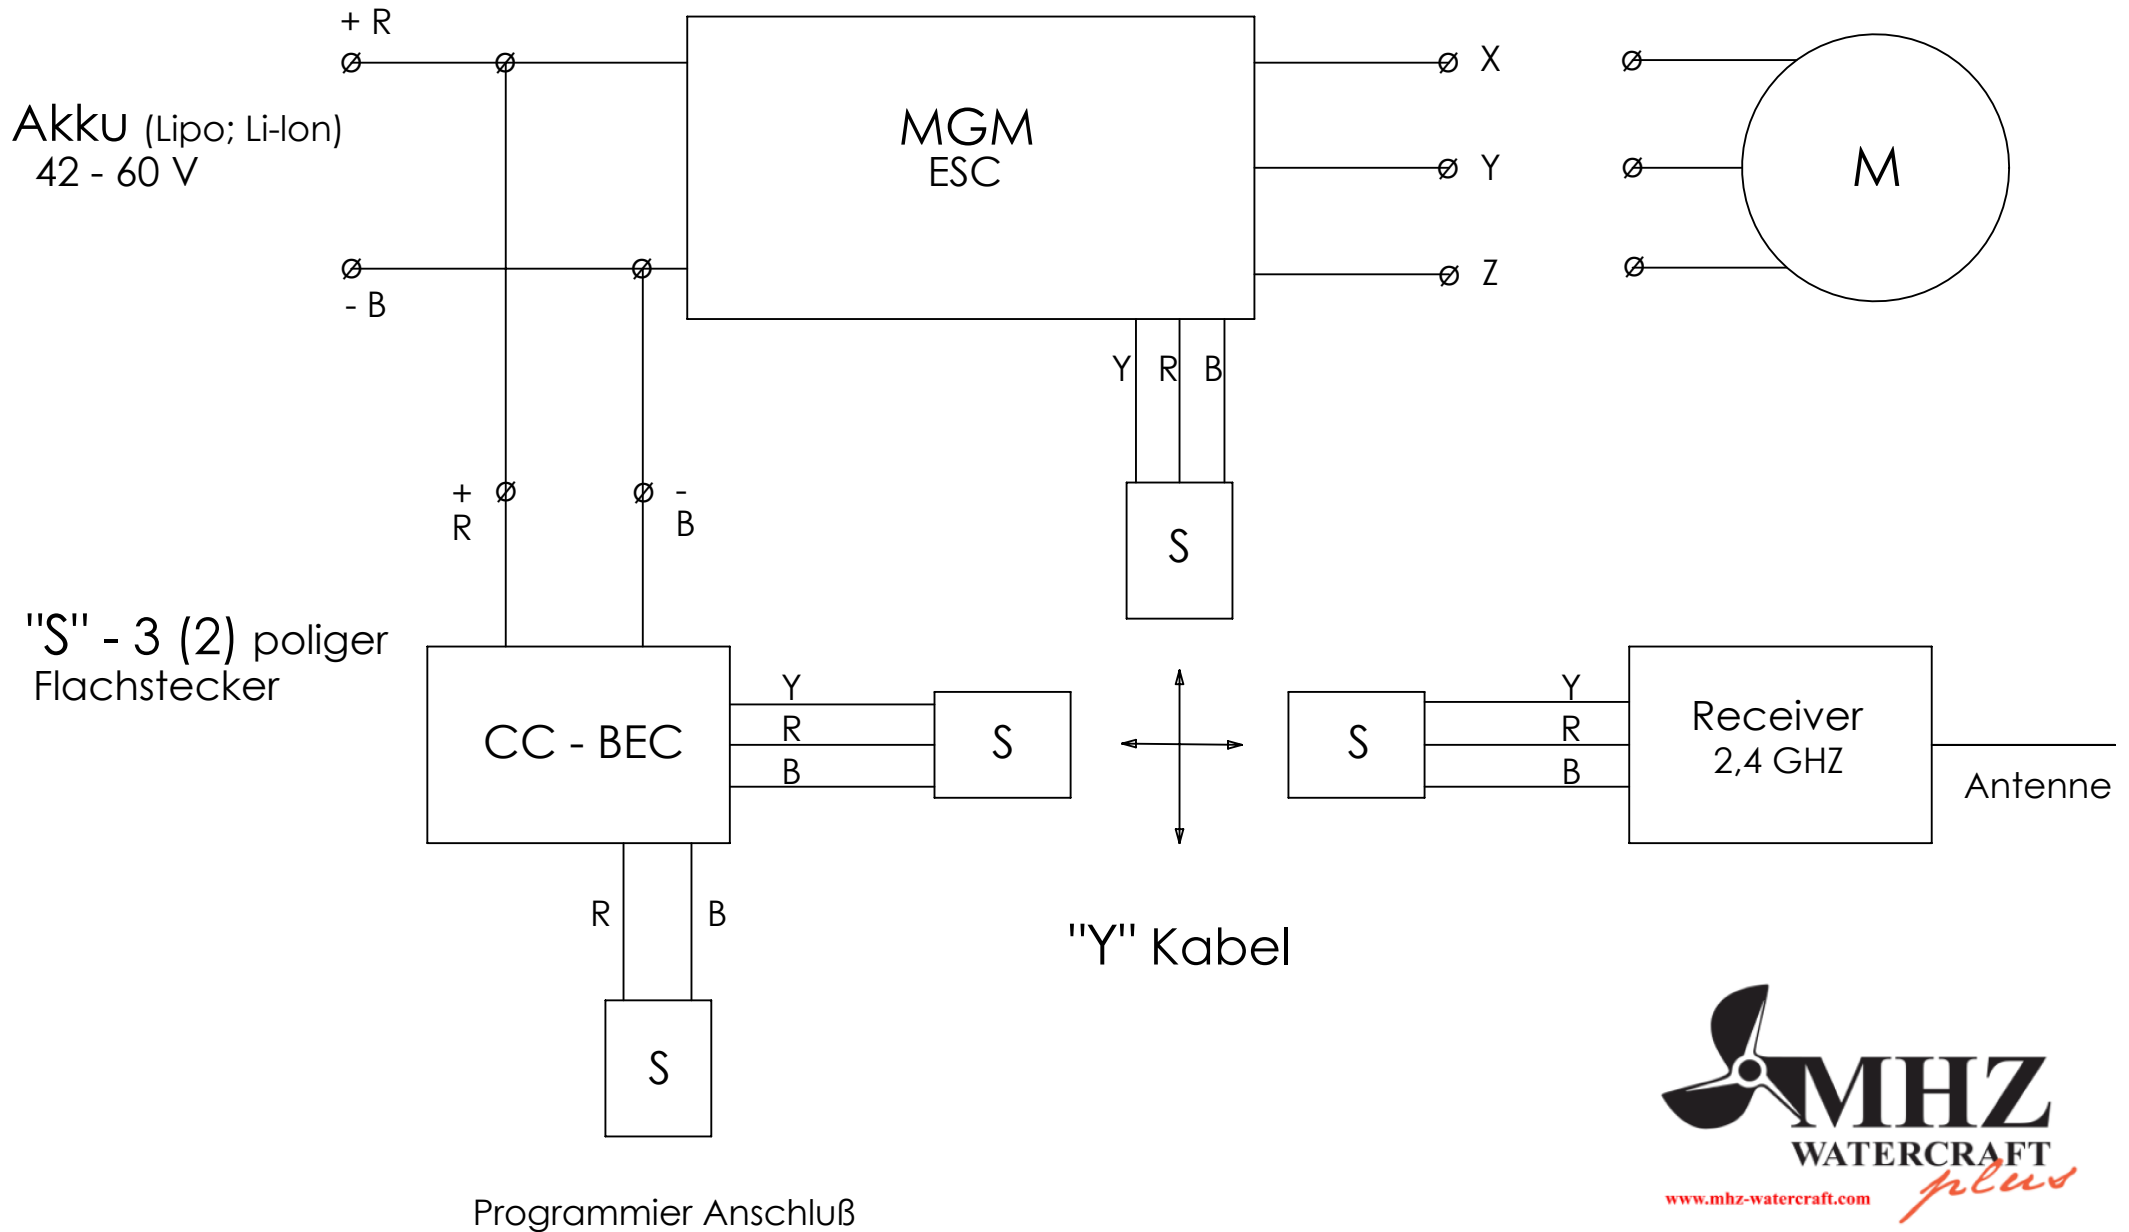 + R
Akku (Lipo; Li-Ion)
42 - 60 V
- B
MGM
ESC
X
Y
Z
M
Y R B
S
+
R
-
B
"S" - 3 (2) poliger
Flachstecker
CC - BEC
Y
R
B
S
S
Y
R
B
Receiver
2,4 GHZ
Antenne
R B
S
"Y" Kabel
Programmier Anschluß
MHZ
WATERCRAFT
plus
www.mhz-watercraft.com